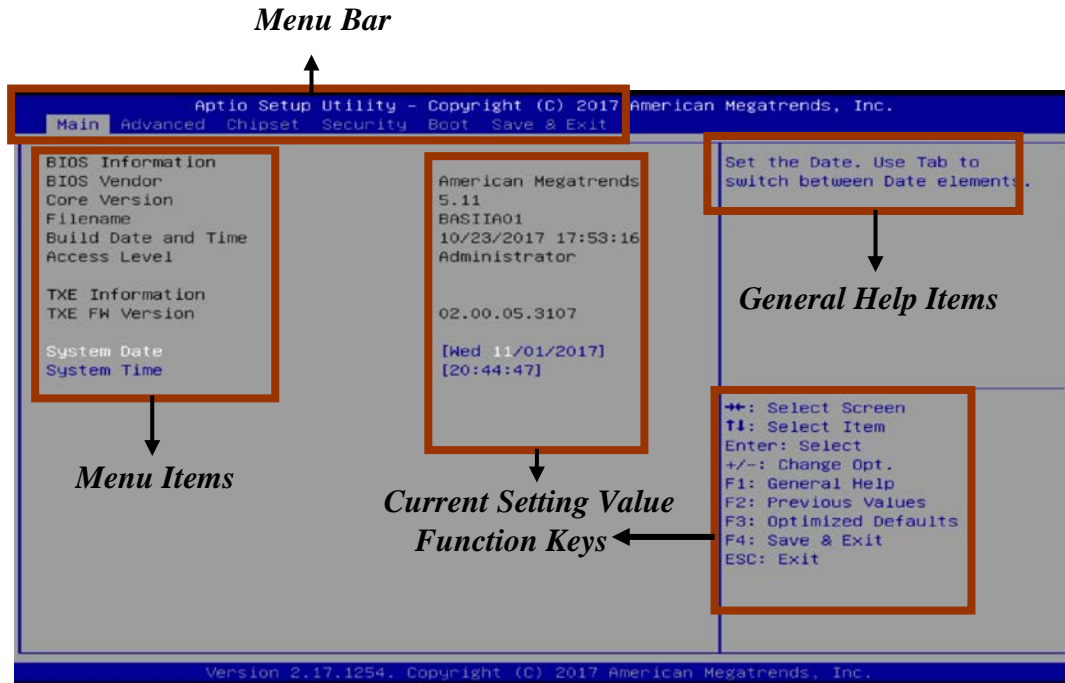 Menu Bar
Aptio Setup Utility – Copyright (C) 2017 American Megatrends, Inc.
Main Advanced Chipset Security Boot Save & Exit
BIOS Information
BIOS Vendor American Megatrends
Core Version 5.11
Filename BASIIA01
Build Date and Time 10/23/2017 17:53:16
Access Level Administrator
TXE Information
TXE FW Version 02.00.05.3107
System Date [Wed 11/01/2017]
System Time [20:44:47]
Set the Date. Use Tab to
switch between Date elements.
General Help Items
→←: Select Screen
↑↓: Select Item
Enter: Select
+/-: Change Opt.
F1: General Help
F2: Previous Values
F3: Optimized Defaults
F4: Save & Exit
ESC: Exit
Menu Items
Current Setting Value
Function Keys
Version 2.17.1254. Copyright (C) 2017 American Megatrends, Inc.